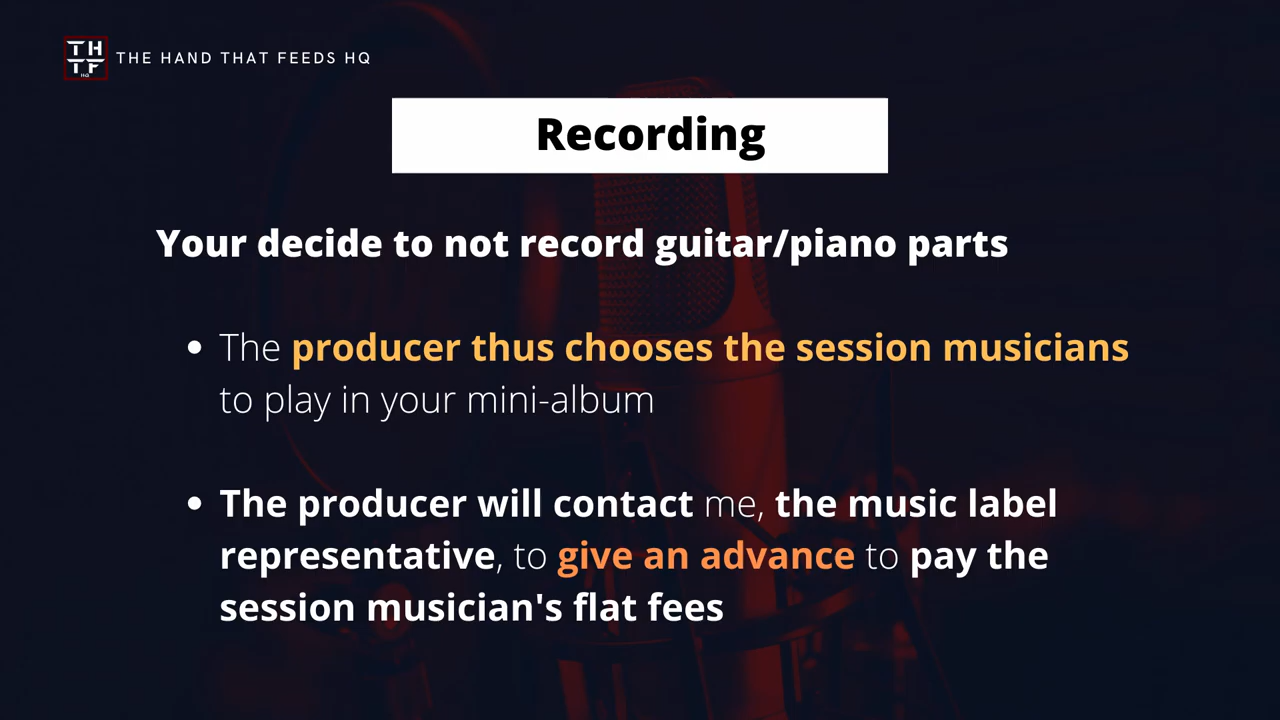 TH
TF
HQ
THE HAND THAT FEEDS HQ
Recording
Your decide to not record guitar/piano parts
• The producer thus chooses the session musicians
to play in your mini-album
• The producer will contact me, the music label
representative, to give an advance to pay the
session musician's flat fees